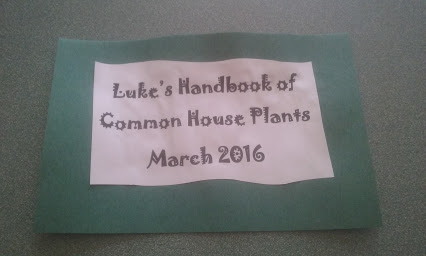 Luke's Handbook of
Common House Plants
March 2016